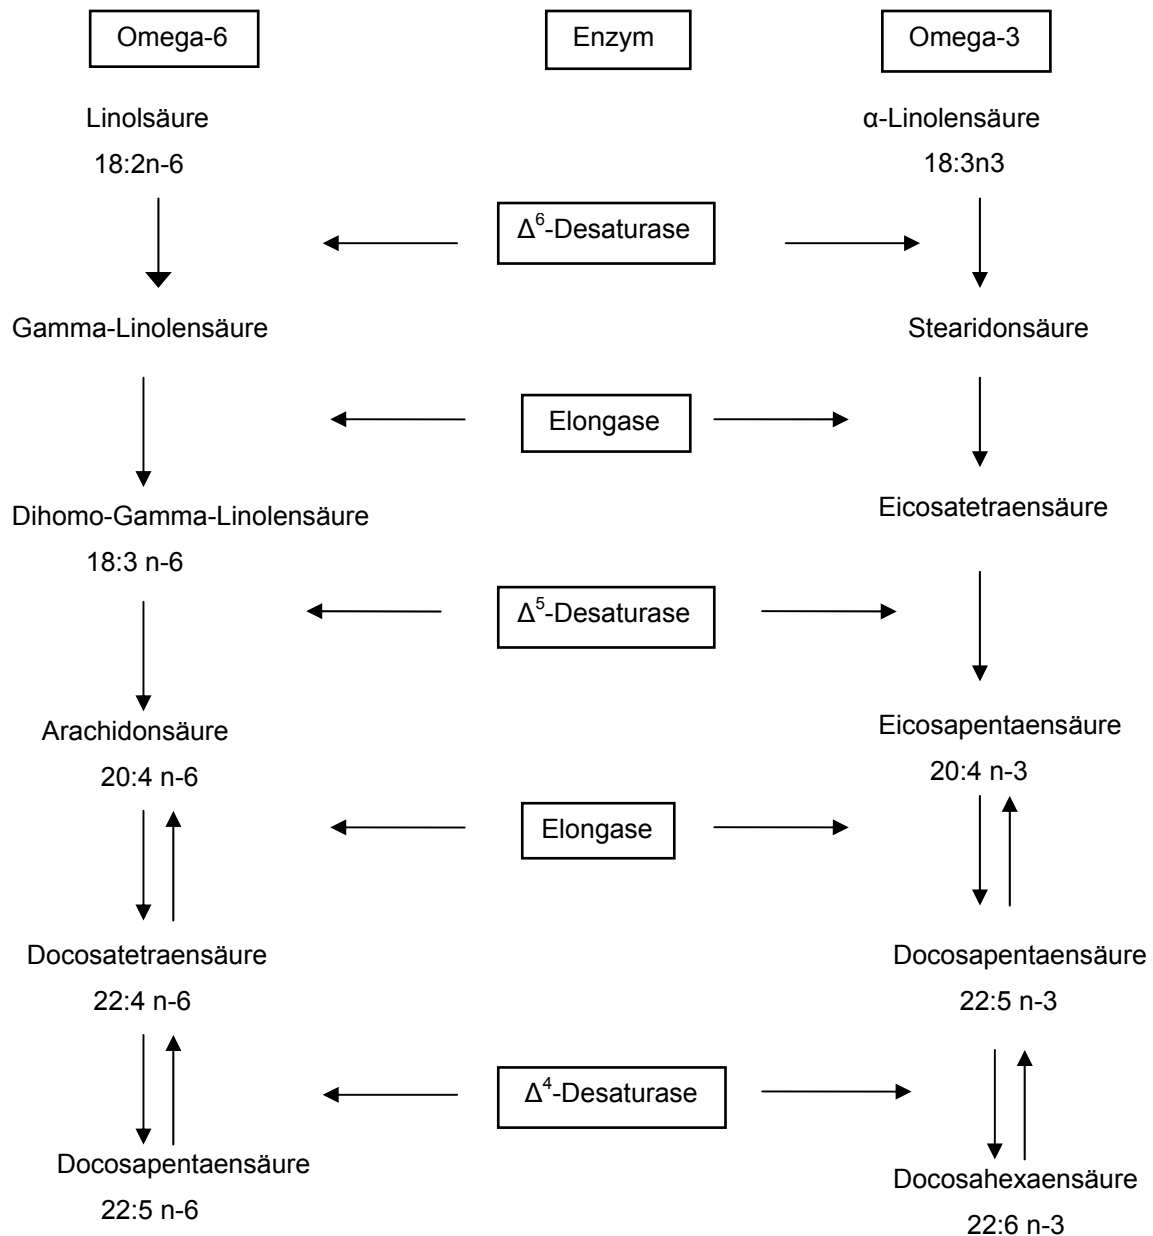 Omega-6
Enzym
Omega-3
Linolsäure
α-Linolensäure
18:2n-6
18:3n3
Δ⁶-Desaturase
Gamma-Linolensäure
Stearidonsäure
Elongase
Dihomo-Gamma-Linolensäure
Eicosatetraensäure
18:3 n-6
Δ⁵-Desaturase
Arachidonsäure
Eicosapentaensäure
20:4 n-6
20:4 n-3
Elongase
Docosatetraensäure
Docosapentaensäure
22:4 n-6
22:5 n-3
Δ⁴-Desaturase
Docosapentaensäure
Docosahexaensäure
22:5 n-6
22:6 n-3